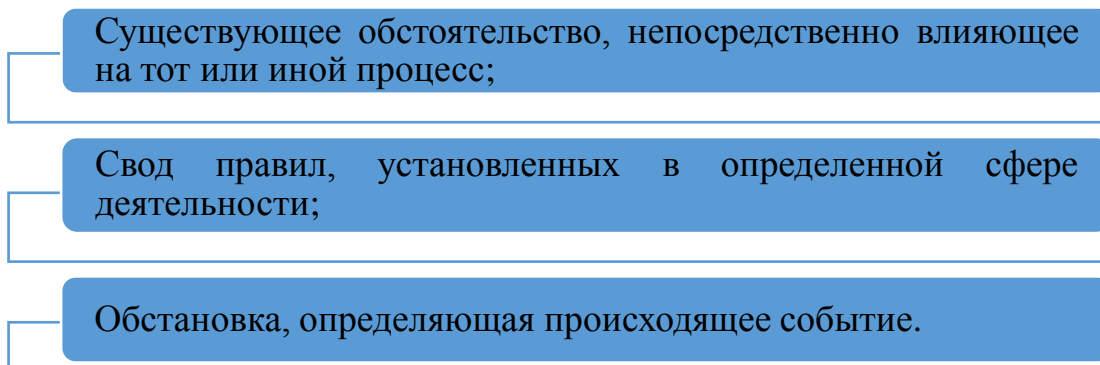 Существующее обстоятельство, непосредственно влияющее
на тот или иной процесс;
Свод правил, установленных в определенной сфере
деятельности;
Обстановка, определяющая происходящее событие.